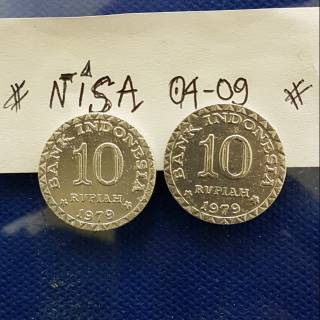 # NiSA 04-09 #
BANK INDONESIA
10
RUPIAH
1979
BANK INDONESIA
10
RUPIAH
1979